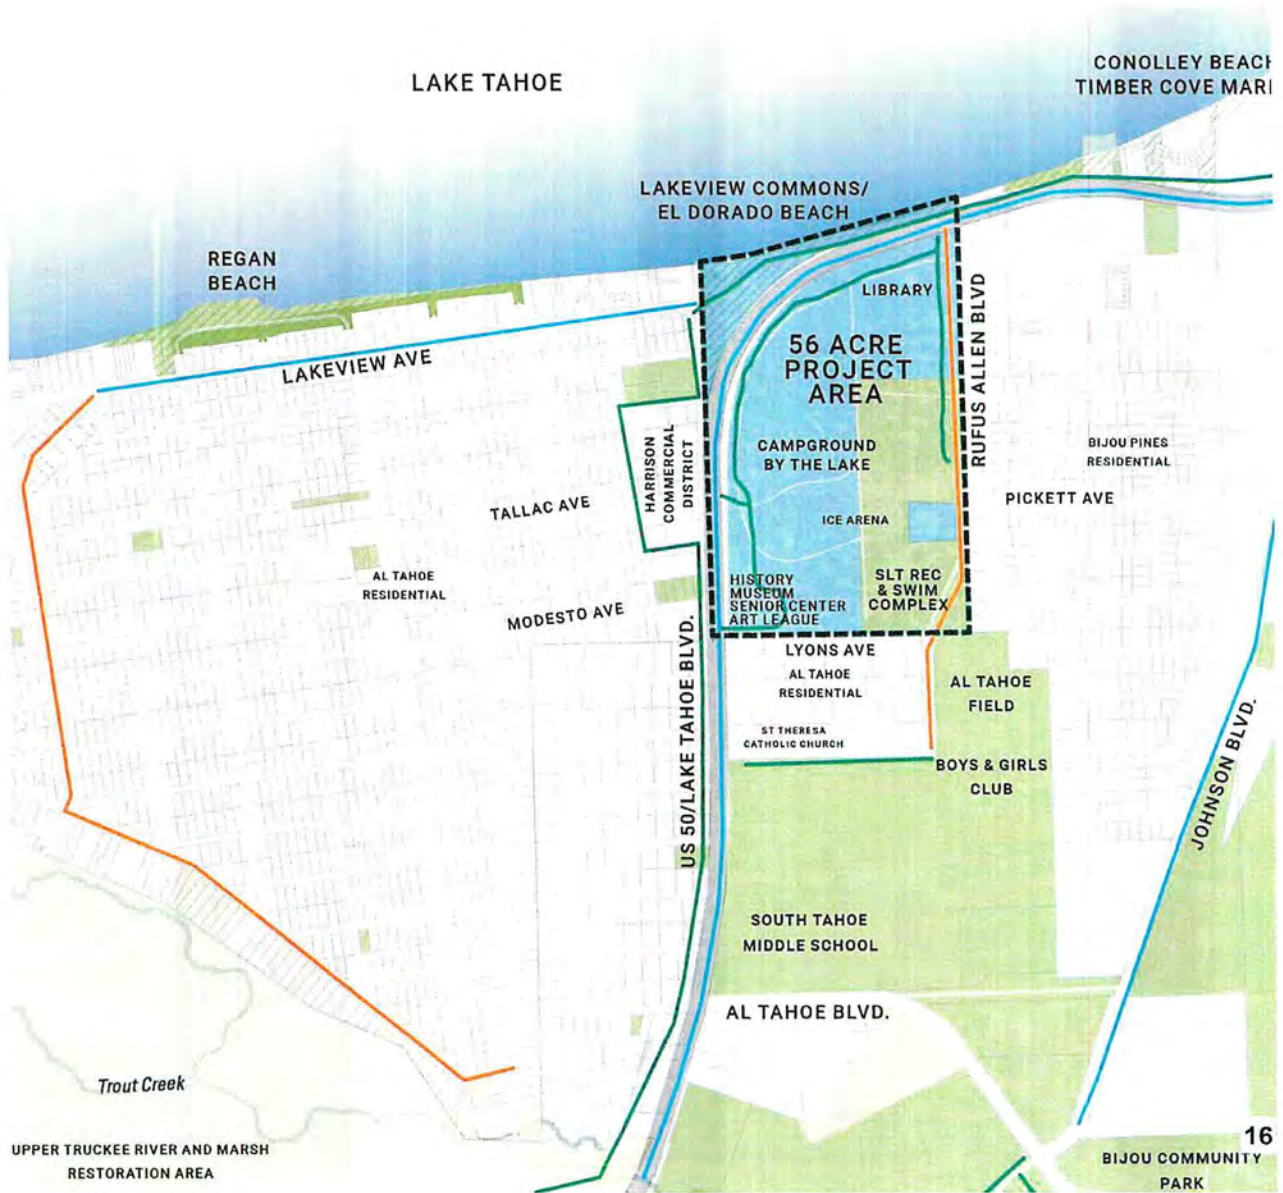 LAKE TAHOE
CONOLLEY BEACH
TIMBER COVE MARI
LAKEVIEW COMMONS/
EL DORADO BEACH
REGAN
BEACH
LIBRARY
RUFUS ALLEN BLVD
56 ACRE
PROJECT
AREA
LAKEVIEW AVE
HARRISON
COMMERCIAL
DISTRICT
CAMPGROUND
BY THE LAKE
BIJOU PINES
RESIDENTIAL
TALLAC AVE
PICKETT AVE
ICE ARENA
AL TAHOE
RESIDENTIAL
HISTORY
MUSEUM
SENIOR CENTER
ART LEAGUE
SLT REC
& SWIM
COMPLEX
MODESTO AVE
US 50/LAKE TAHOE BLVD.
LYONS AVE
AL TAHOE
RESIDENTIAL
AL TAHOE
FIELD
ST THERESA
CATHOLIC CHURCH
BOYS & GIRLS
CLUB
JOHNSON BLVD.
SOUTH TAHOE
MIDDLE SCHOOL
AL TAHOE BLVD.
Trout Creek
UPPER TRUCKEE RIVER AND MARSH
RESTORATION AREA
16
BIJOU COMMUNITY
PARK